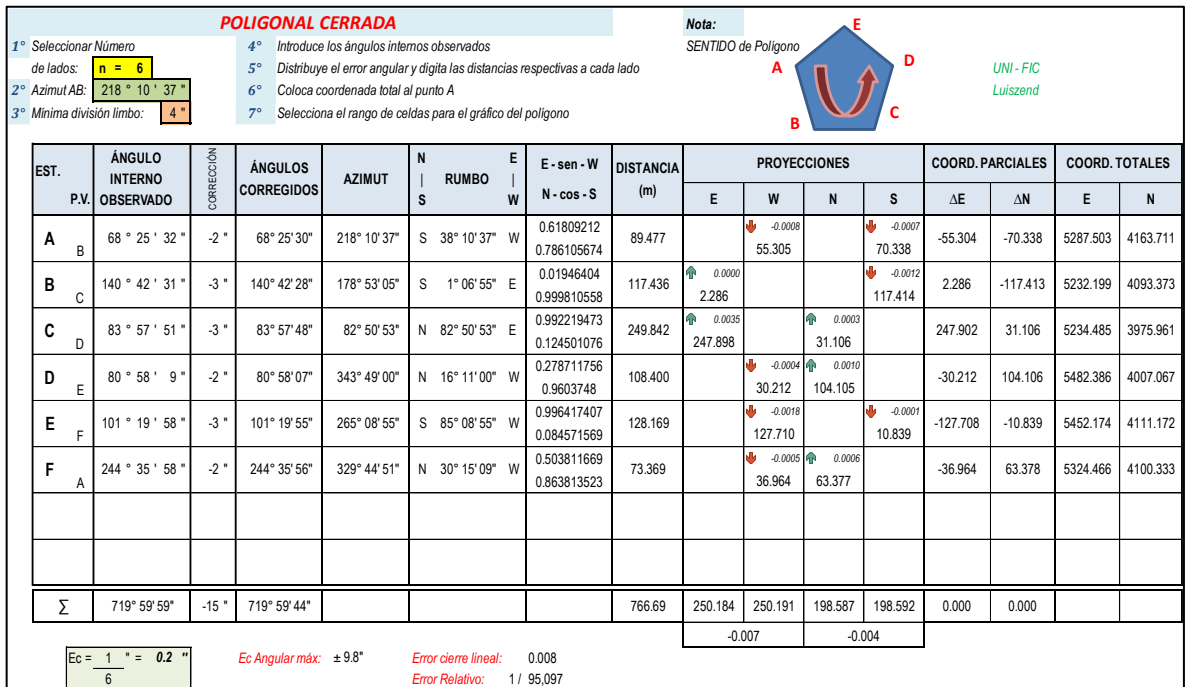 POLIGONAL CERRADA
Nota:
1° Seleccionar Número
4° Introduce los ángulos internos observados
SENTIDO de Polígono
de lados: n = 6
5° Distribuye el error angular y digita las distancias respectivas a cada lado
2° Azimut AB: 218 ° 10 ' 37 "
6° Coloca coordenada total al punto A
3° Minima división limbo: 4 "
7° Selecciona el rango de celdas para el gráfico del polígono
E
A
D
B
C
UNI - FIC
Luiszend
EST. P.V. ÁNGULO INTERNO OBSERVADO CORRECCIÓN ÁNGULOS CORREGIDOS AZIMUT N | S RUMBO E | W E - sen - W N - cos - S DISTANCIA (m) PROYECCIONES COORD. PARCIALES COORD. TOTALES
E W N S ΔE ΔN E N
A B 68 ° 25 ' 32 " -2 " 68° 25' 30" 218° 10' 37" S 38° 10' 37" W 0.61809212 0.786105674 89.477 -0.0008 55.305 -0.0007 70.338 -55.304 -70.338 5287.503 4163.711
B C 140 ° 42 ' 31 " -3 " 140° 42' 28" 178° 53' 05" S 1° 06' 55" E 0.01946404 0.999810558 117.436 0.0000 2.286 -0.0012 117.414 2.286 -117.413 5232.199 4093.373
C D 83 ° 57 ' 51 " -3 " 83° 57' 48" 82° 50' 53" N 82° 50' 53" E 0.992219473 0.124501076 249.842 0.0035 247.898 0.0003 31.106 247.902 31.106 5234.485 3975.961
D E 80 ° 58 ' 9 " -2 " 80° 58' 07" 343° 49' 00" N 16° 11' 00" W 0.278711756 0.9603748 108.400 -0.0004 30.212 0.0010 104.105 -30.212 104.106 5482.386 4007.067
E F 101 ° 19 ' 58 " -3 " 101° 19' 55" 265° 08' 55" S 85° 08' 55" W 0.996417407 0.084571569 128.169 -0.0018 127.710 -0.0001 10.839 -127.708 -10.839 5452.174 4111.172
F A 244 ° 35 ' 58 " -2 " 244° 35' 56" 329° 44' 51" N 30° 15' 09" W 0.503811669 0.863813523 73.369 -0.0005 36.964 0.0006 63.377 -36.964 63.378 5324.466 4100.333
∑ 719° 59' 59" -15 " 719° 59' 44" 766.69 250.184 250.191 198.587 198.592 0.000 0.000
-0.007 -0.004
Ec = 1 " = 0.2 "
6
Ec Angular máx: ± 9.8"
Error cierre lineal: 0.008
Error Relativo: 1 / 95,097